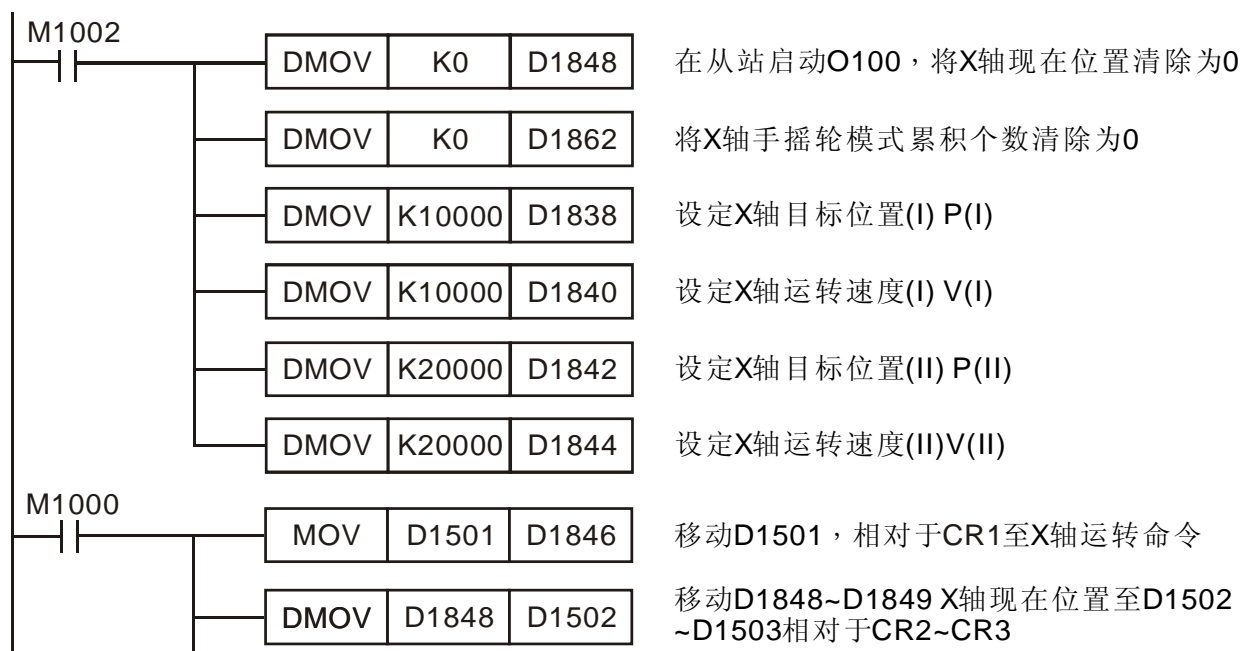 M1002
DMOV K0 D1848 在从站启动O100，将X轴现在位置清除为0
DMOV K0 D1862 将X轴手摇轮模式累积个数清除为0
DMOV K10000 D1838 设定X轴目标位置(I) P(I)
DMOV K10000 D1840 设定X轴运转速度(I) V(I)
DMOV K20000 D1842 设定X轴目标位置(II) P(II)
DMOV K20000 D1844 设定X轴运转速度(II)V(II)
M1000
MOV D1501 D1846 移动D1501，相对于CR1至X轴运转命令
DMOV D1848 D1502 移动D1848~D1849 X轴现在位置至D1502
~D1503相对于CR2~CR3